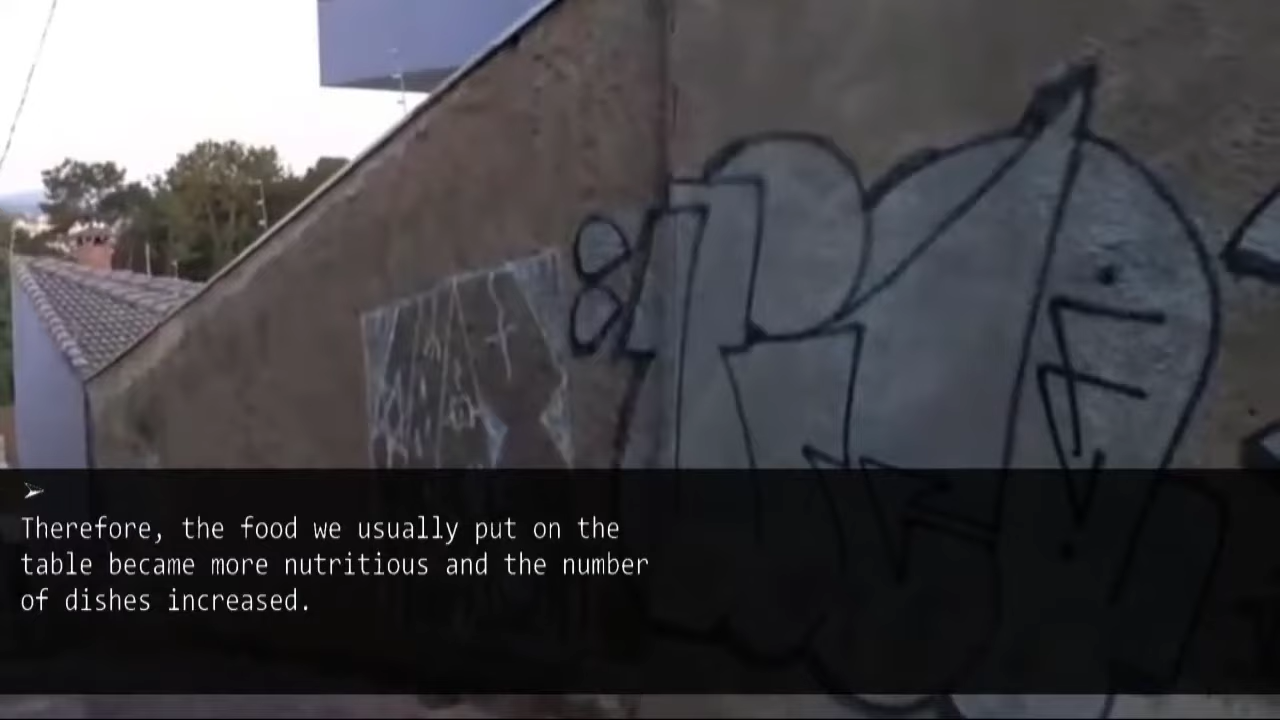 Therefore, the food we usually put on the
table became more nutritious and the number
of dishes increased.